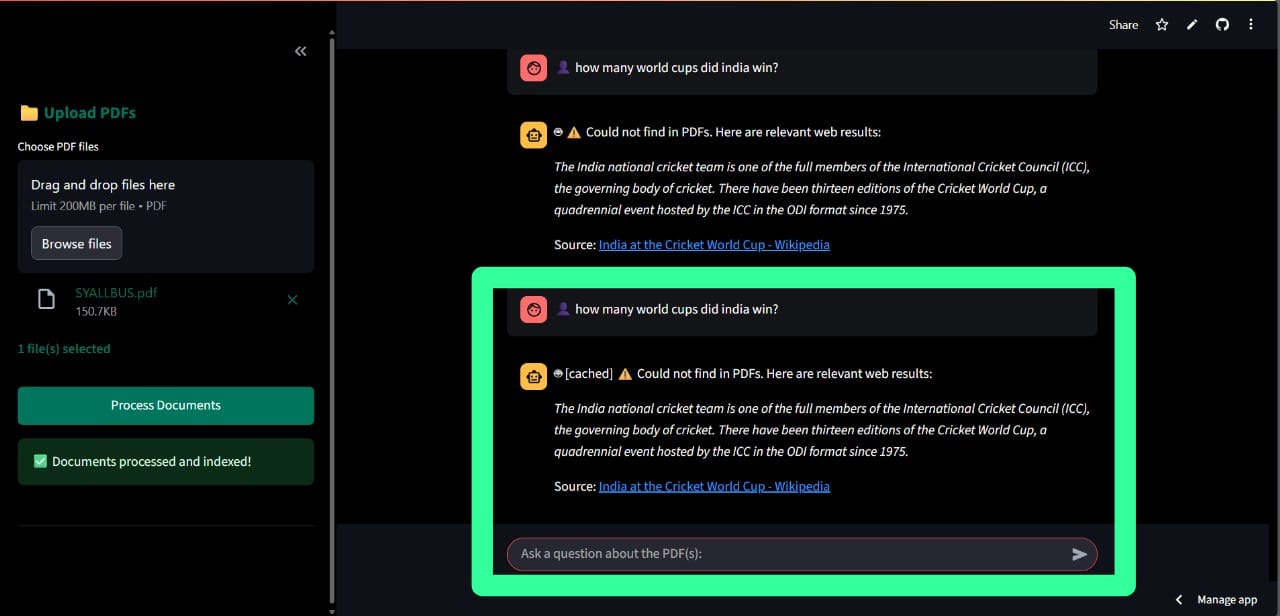 Share
Upload PDFs
Choose PDF files
Drag and drop files here
Limit 200MB per file • PDF
Browse files
SYALLBUS.pdf
150.7KB
1 file(s) selected
Process Documents
Documents processed and indexed!
how many world cups did india win?
Could not find in PDFs. Here are relevant web results:
The India national cricket team is one of the full members of the International Cricket Council (ICC),
the governing body of cricket. There have been thirteen editions of the Cricket World Cup, a
quadrennial event hosted by the ICC in the ODI format since 1975.
Source: India at the Cricket World Cup - Wikipedia
how many world cups did india win?
[cached] Could not find in PDFs. Here are relevant web results:
The India national cricket team is one of the full members of the International Cricket Council (ICC),
the governing body of cricket. There have been thirteen editions of the Cricket World Cup, a
quadrennial event hosted by the ICC in the ODI format since 1975.
Source: India at the Cricket World Cup - Wikipedia
Ask a question about the PDF(s):
Manage app